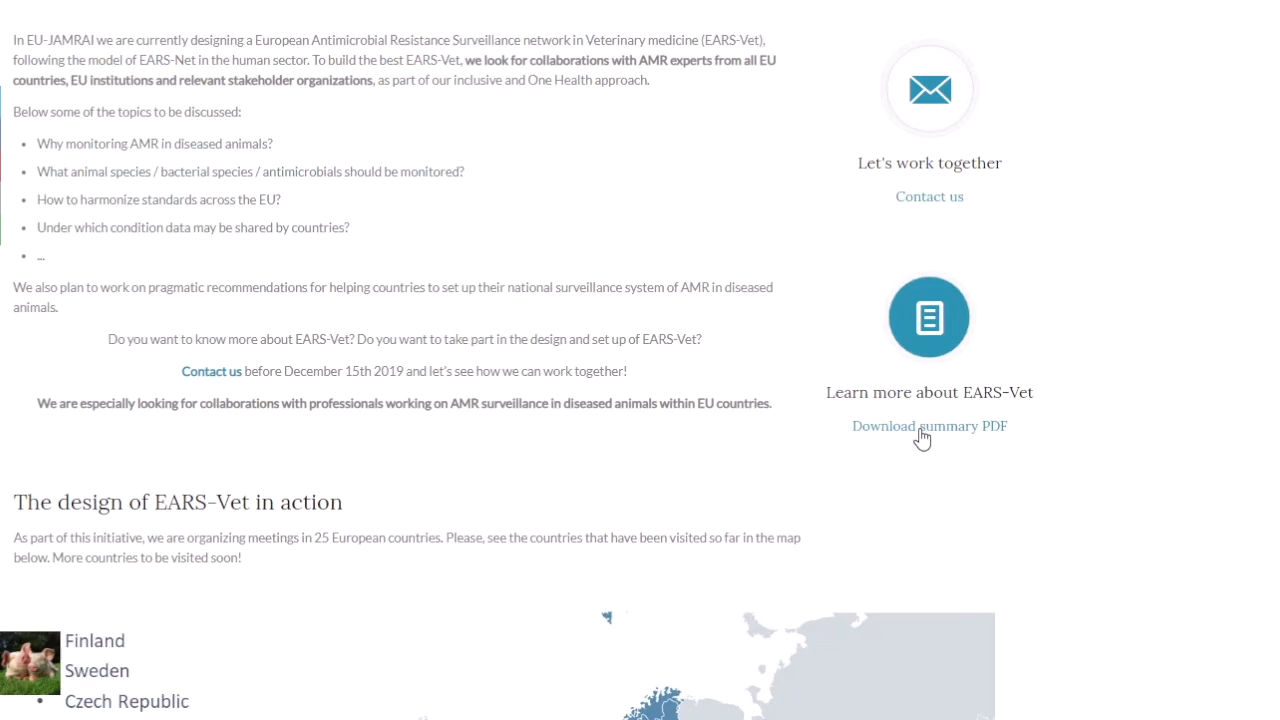 In EU-JAMRAI we are currently designing a European Antimicrobial Resistance Surveillance network in Veterinary medicine (EARS-Vet),
following the model of EARS-Net in the human sector. To build the best EARS-Vet, we look for collaborations with AMR experts from all EU
countries, EU institutions and relevant stakeholder organizations, as part of our inclusive and One Health approach.
Below some of the topics to be discussed:
• Why monitoring AMR in diseased animals?
• What animal species / bacterial species / antimicrobials should be monitored?
• How to harmonize standards across the EU?
• Under which condition data may be shared by countries?
• ...
We also plan to work on pragmatic recommendations for helping countries to set up their national surveillance system of AMR in diseased
animals.
Do you want to know more about EARS-Vet? Do you want to take part in the design and set up of EARS-Vet?
Contact us before December 15th 2019 and let's see how we can work together!
We are especially looking for collaborations with professionals working on AMR surveillance in diseased animals within EU countries.
Let's work together
Contact us
Learn more about EARS-Vet
Download summary PDF
The design of EARS-Vet in action
As part of this initiative, we are organizing meetings in 25 European countries. Please, see the countries that have been visited so far in the map
below. More countries to be visited soon!
Finland
Sweden
• Czech Republic